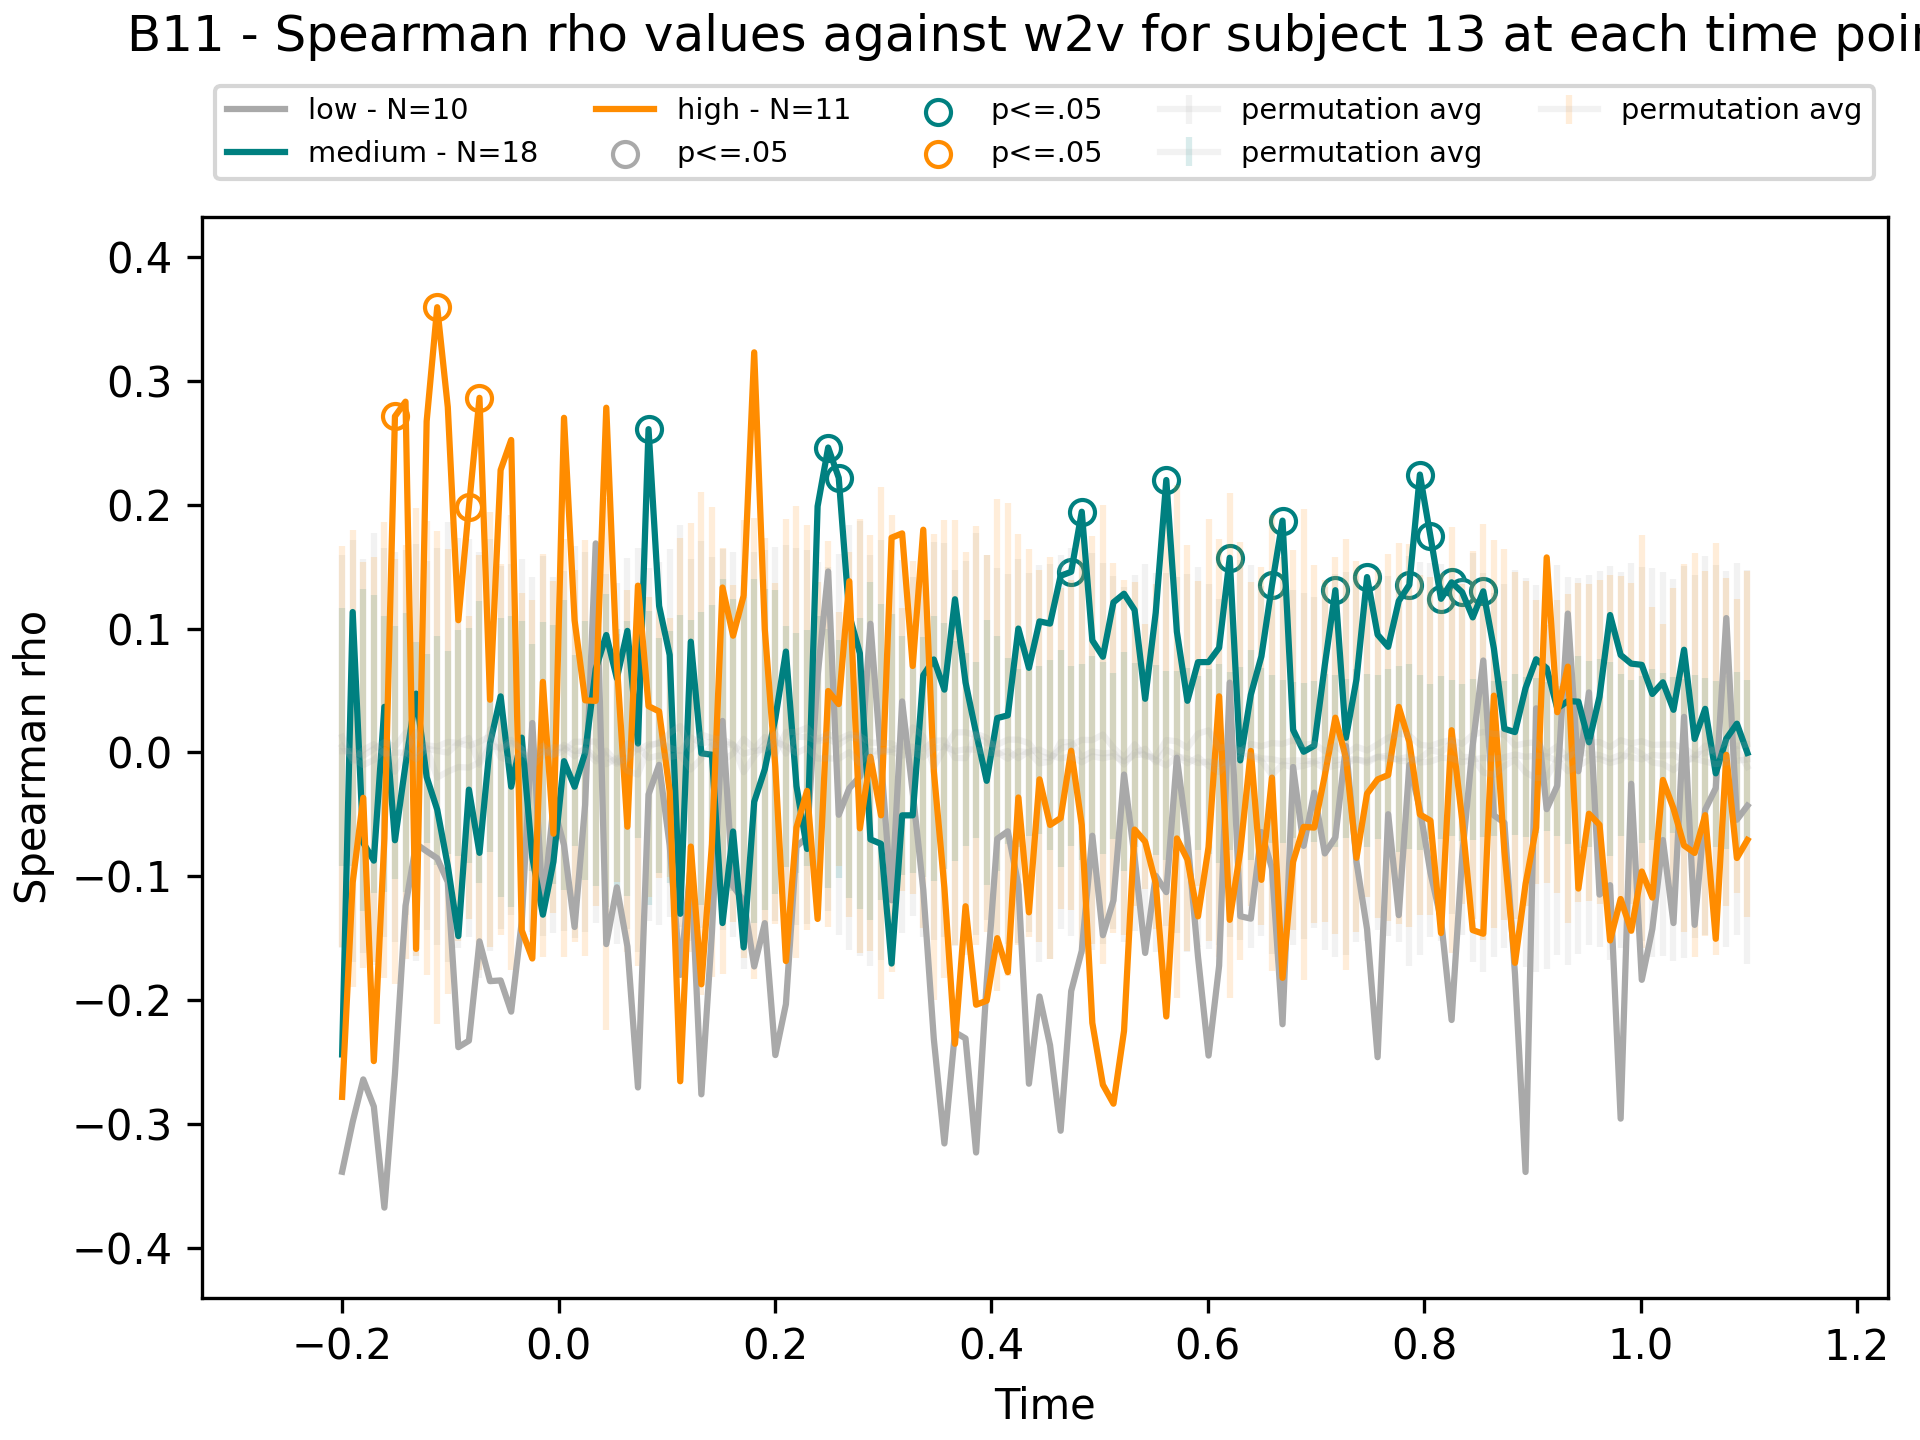 B11 - Spearman rho values against w2v for subject 13 at each time
low - N=10
medium - N=18
high - N=11
p<=.05
p<=.05
p<=.05
permutation avg
permutation avg
permutation avg
Spearman rho
0.4
0.3
0.2
0.1
0.0
−0.1
−0.2
−0.3
−0.4
−0.2 0.0 0.2 0.4 0.6 0.8 1.0 1.2
Time